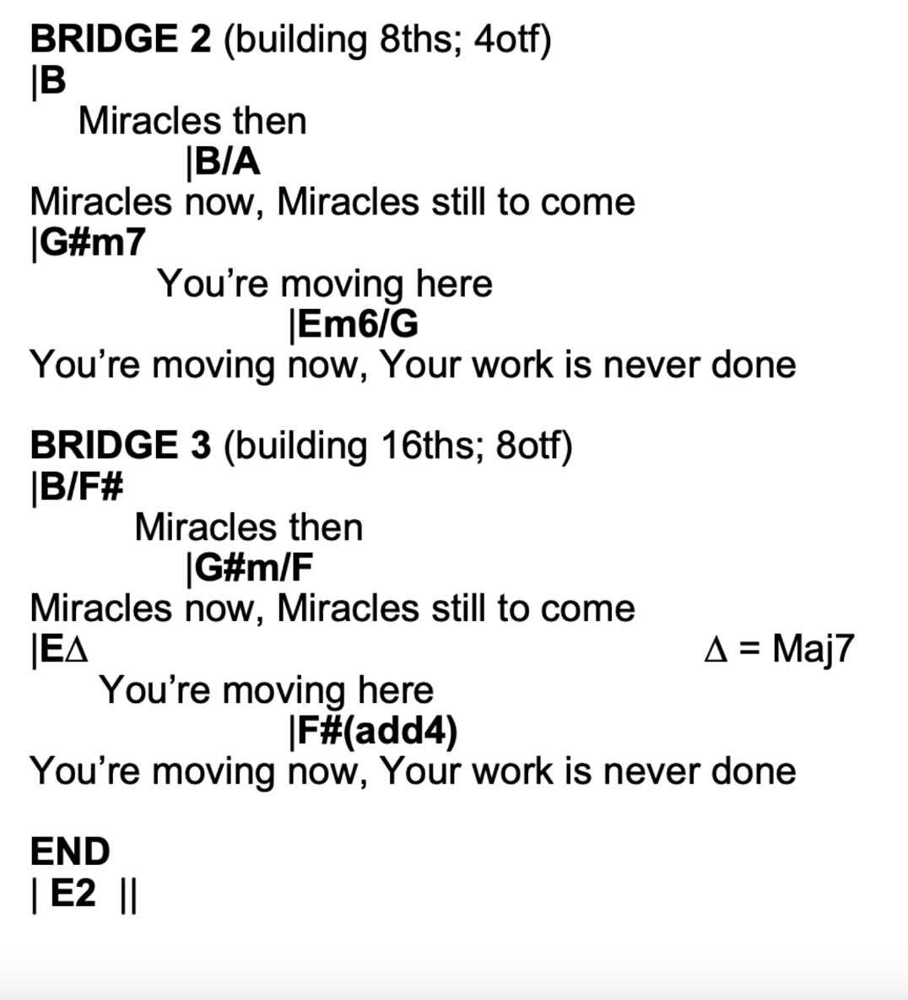 BRIDGE 2 (building 8ths; 4otf)
|B
Miracles then
|B/A
Miracles now, Miracles still to come
|G#m7
You’re moving here
|Em6/G
You’re moving now, Your work is never done
BRIDGE 3 (building 16ths; 8otf)
|B/F#
Miracles then
|G#m/F
Miracles now, Miracles still to come
|EΔ Δ = Maj7
You’re moving here
|F#(add4)
You’re moving now, Your work is never done
END
| E2 ||